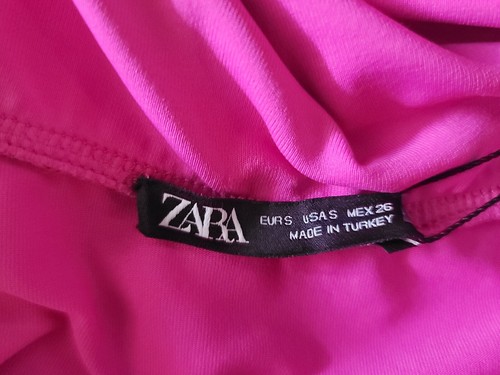 ZARA
EUR S USA S MEX 26
MADE IN TURKEY